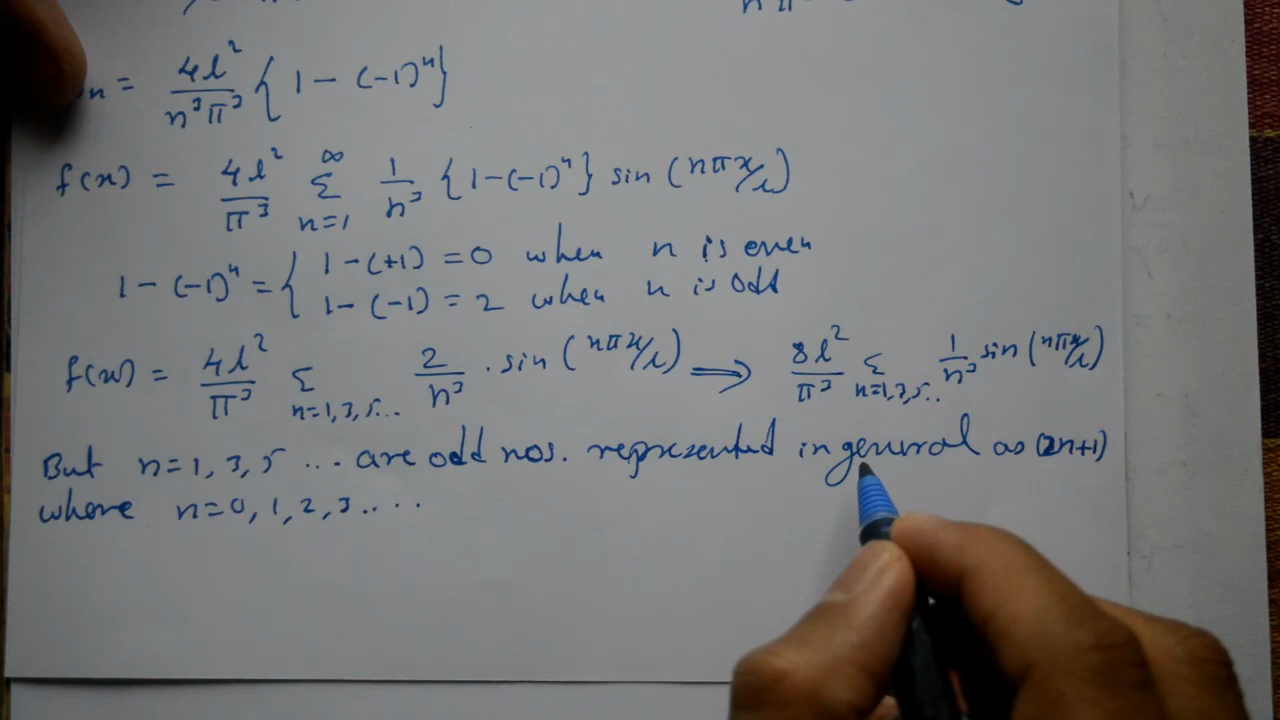 n = 4l²/n³π³ { 1 - (-1)ⁿ}
f(x) = 4l²/π³ Σ n=1 ∞ 1/n³ {1-(-1)ⁿ} sin (nπx/l)
1 - (-1)ⁿ = { 1-(+1) = 0 when n is even
1-(-1) = 2 when n is odd
f(x) = 4l²/π³ Σ n=1,3,5... 2/n³ . sin (nπx/l) ⟹ 8l²/π³ Σ n=1,3,5.. 1/n³ sin (nπx/l)
But n=1, 3, 5 ... are odd nos. represented in general as (2n+1)
where n=0, 1, 2, 3....